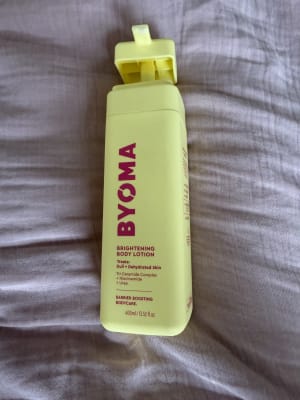 BYOMA
BRIGHTENING
BODY LOTION
Treats:
Dull + Dehydrated Skin
Tri-Ceramide Complex
+ Niacinamide
+ Urea
BARRIER BOOSTING
BODYCARE.
400ml / 13.52 fl.oz